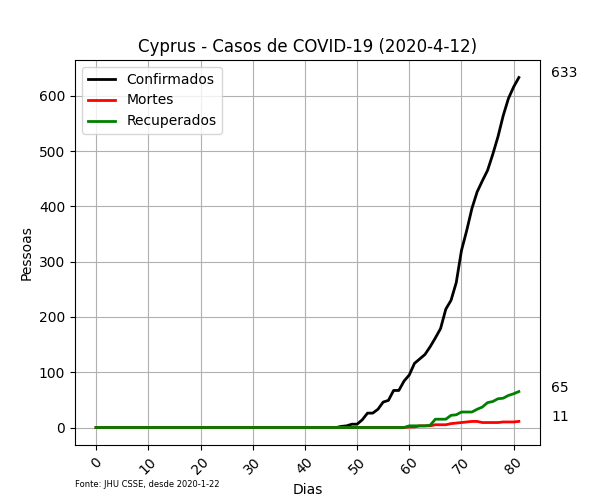 Cyprus - Casos de COVID-19 (2020-4-12)
Confirmados
Mortes
Recuperados
633
65
11
Pessoas
600
500
400
300
200
100
0
0 10 20 30 40 50 60 70 80
Fonte: JHU CSSE, desde 2020-1-22
Dias